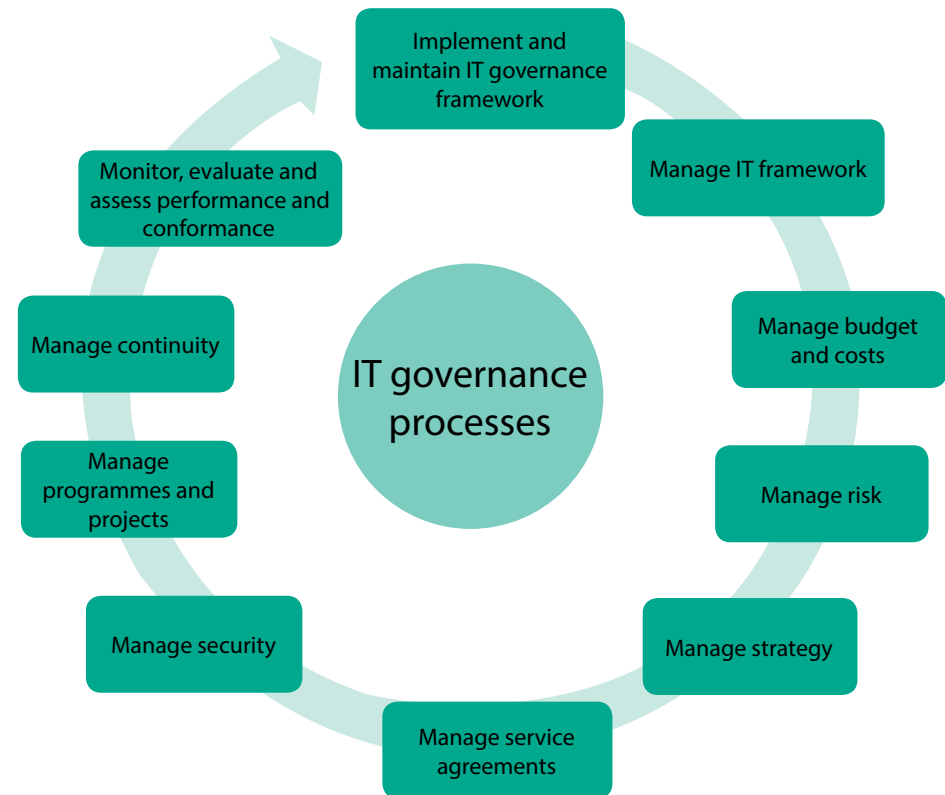 Implement and
maintain IT governance
framework
Manage IT framework
Manage budget
and costs
Manage risk
Manage strategy
Manage service
agreements
Manage security
Manage
programmes and
projects
Manage continuity
Monitor, evaluate and
assess performance and
conformance
IT governance
processes